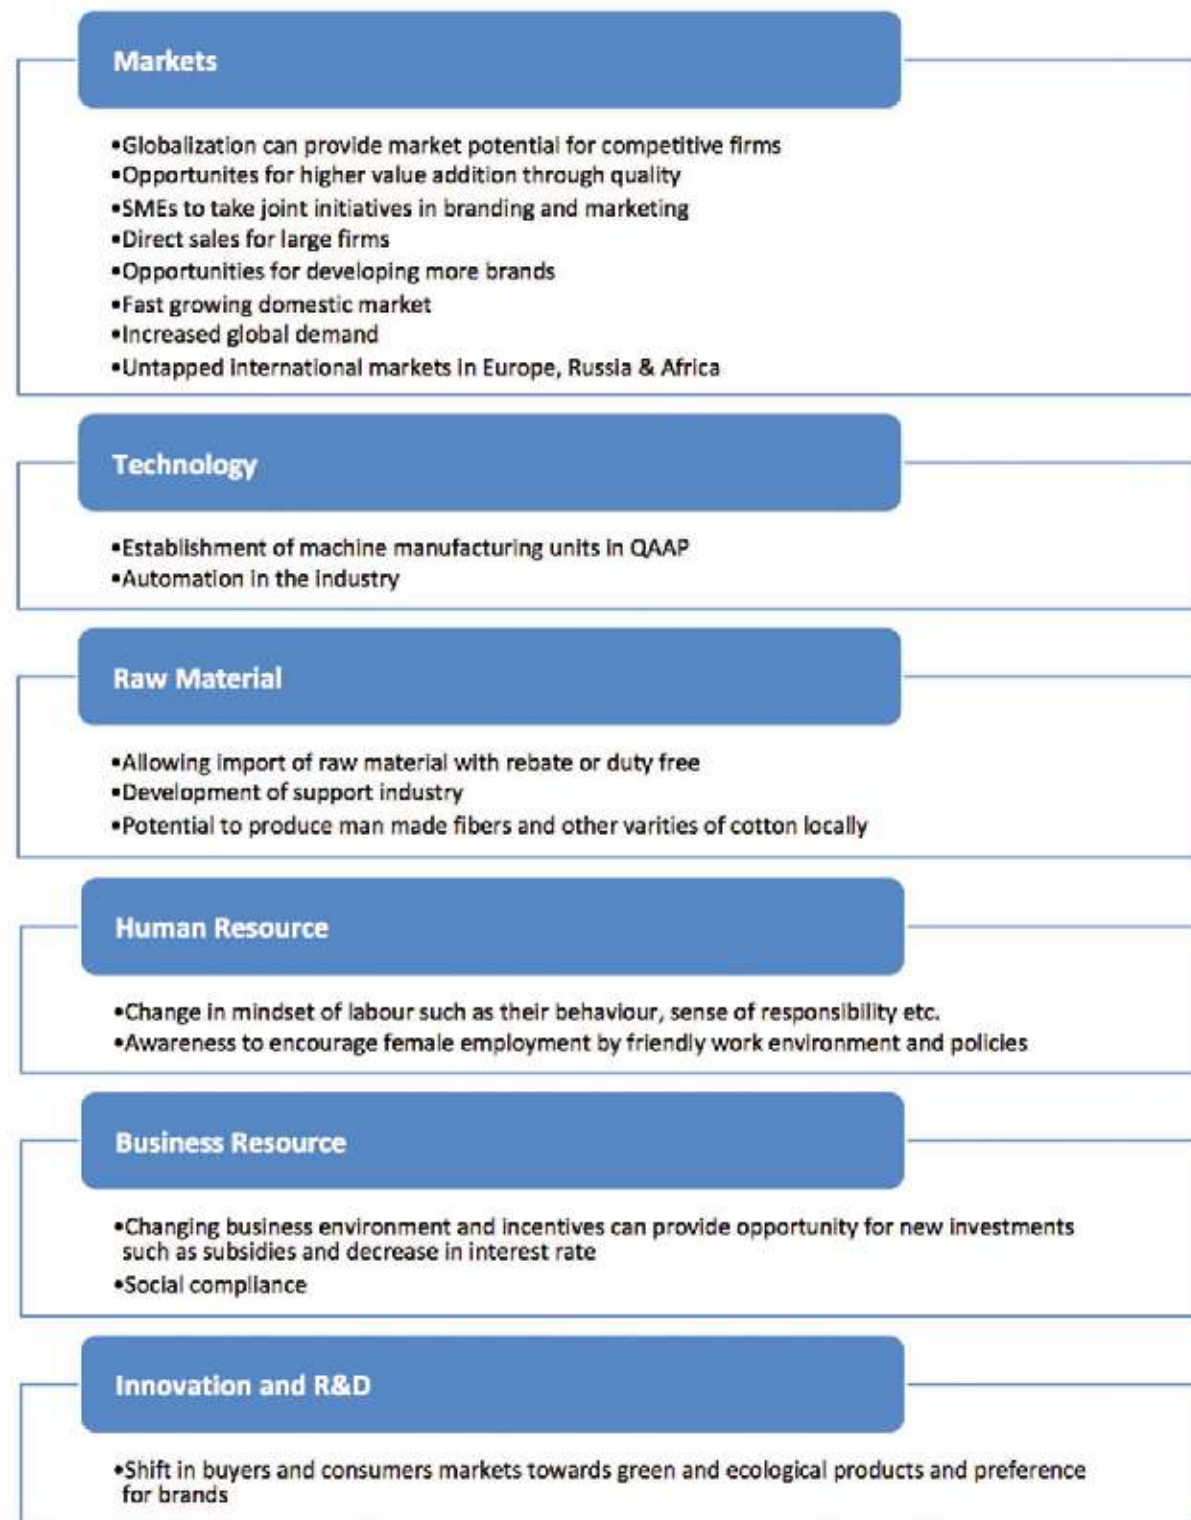 Markets
•Globalization can provide market potential for competitive firms
•Opportunites for higher value addition through quality
•SMEs to take joint initiatives in branding and marketing
•Direct sales for large firms
•Opportunities for developing more brands
•Fast growing domestic market
•Increased global demand
•Untapped international markets in Europe, Russia & Africa
Technology
•Establishment of machine manufacturing units in QAAP
•Automation in the industry
Raw Material
•Allowing import of raw material with rebate or duty free
•Development of support industry
•Potential to produce man made fibers and other varities of cotton locally
Human Resource
•Change in mindset of labour such as their behaviour, sense of responsibility etc.
•Awareness to encourage female employment by friendly work environment and policies
Business Resource
•Changing business environment and incentives can provide opportunity for new investments
such as subsidies and decrease in interest rate
•Social compliance
Innovation and R&D
•Shift in buyers and consumers markets towards green and ecological products and preference
for brands